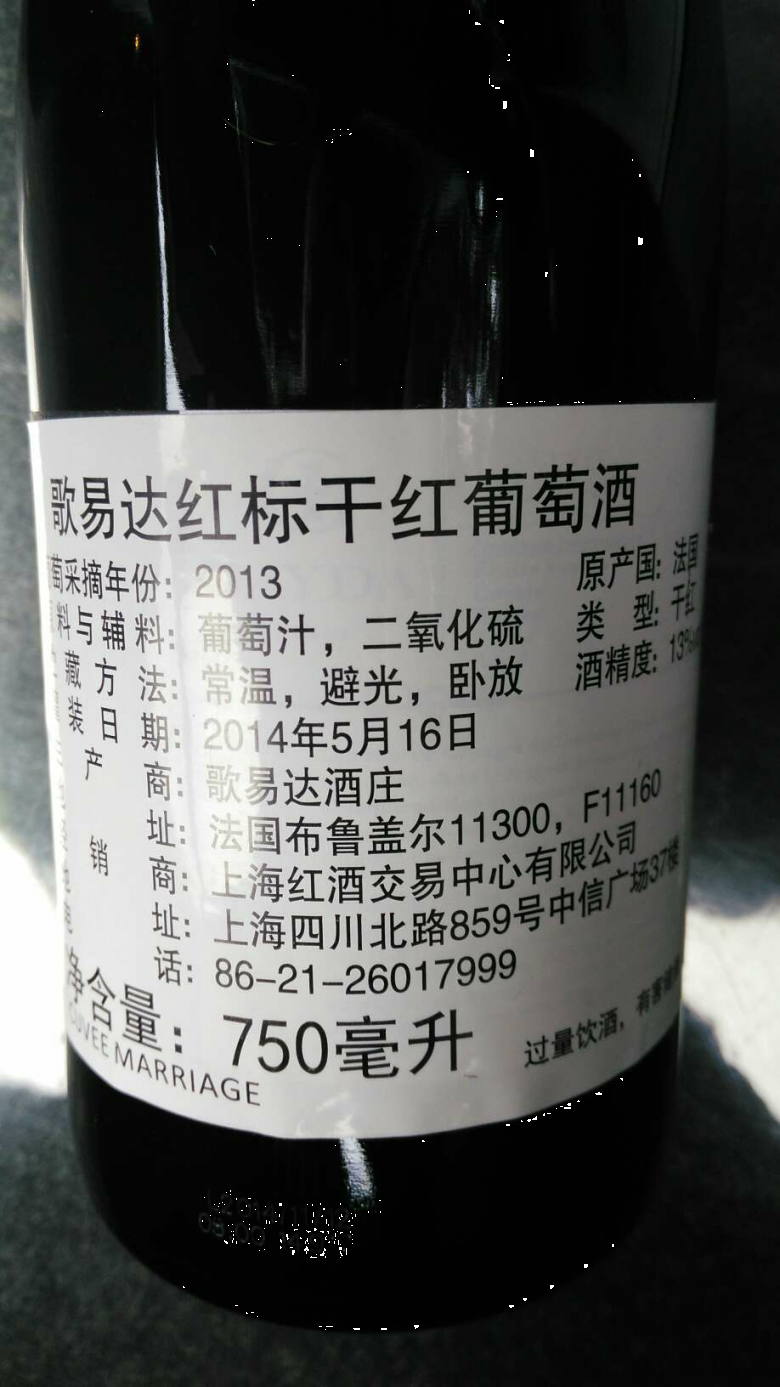 歌易达红标干红葡萄酒
萄采摘年份：2013 原产国：法国
料与辅料：葡萄汁，二氧化硫 类 型：干红
藏方法：常温，避光，卧放 酒精度：13%
装日期：2014年5月16日
产 商：歌易达酒庄
址：法国布鲁盖尔11300，F11160
销 商：上海红酒交易中心有限公司
址：上海四川北路859号中信广场37楼
话：86-21-26017999
净含量：750毫升
过量饮酒，有害
CUVEE MARRIAGE